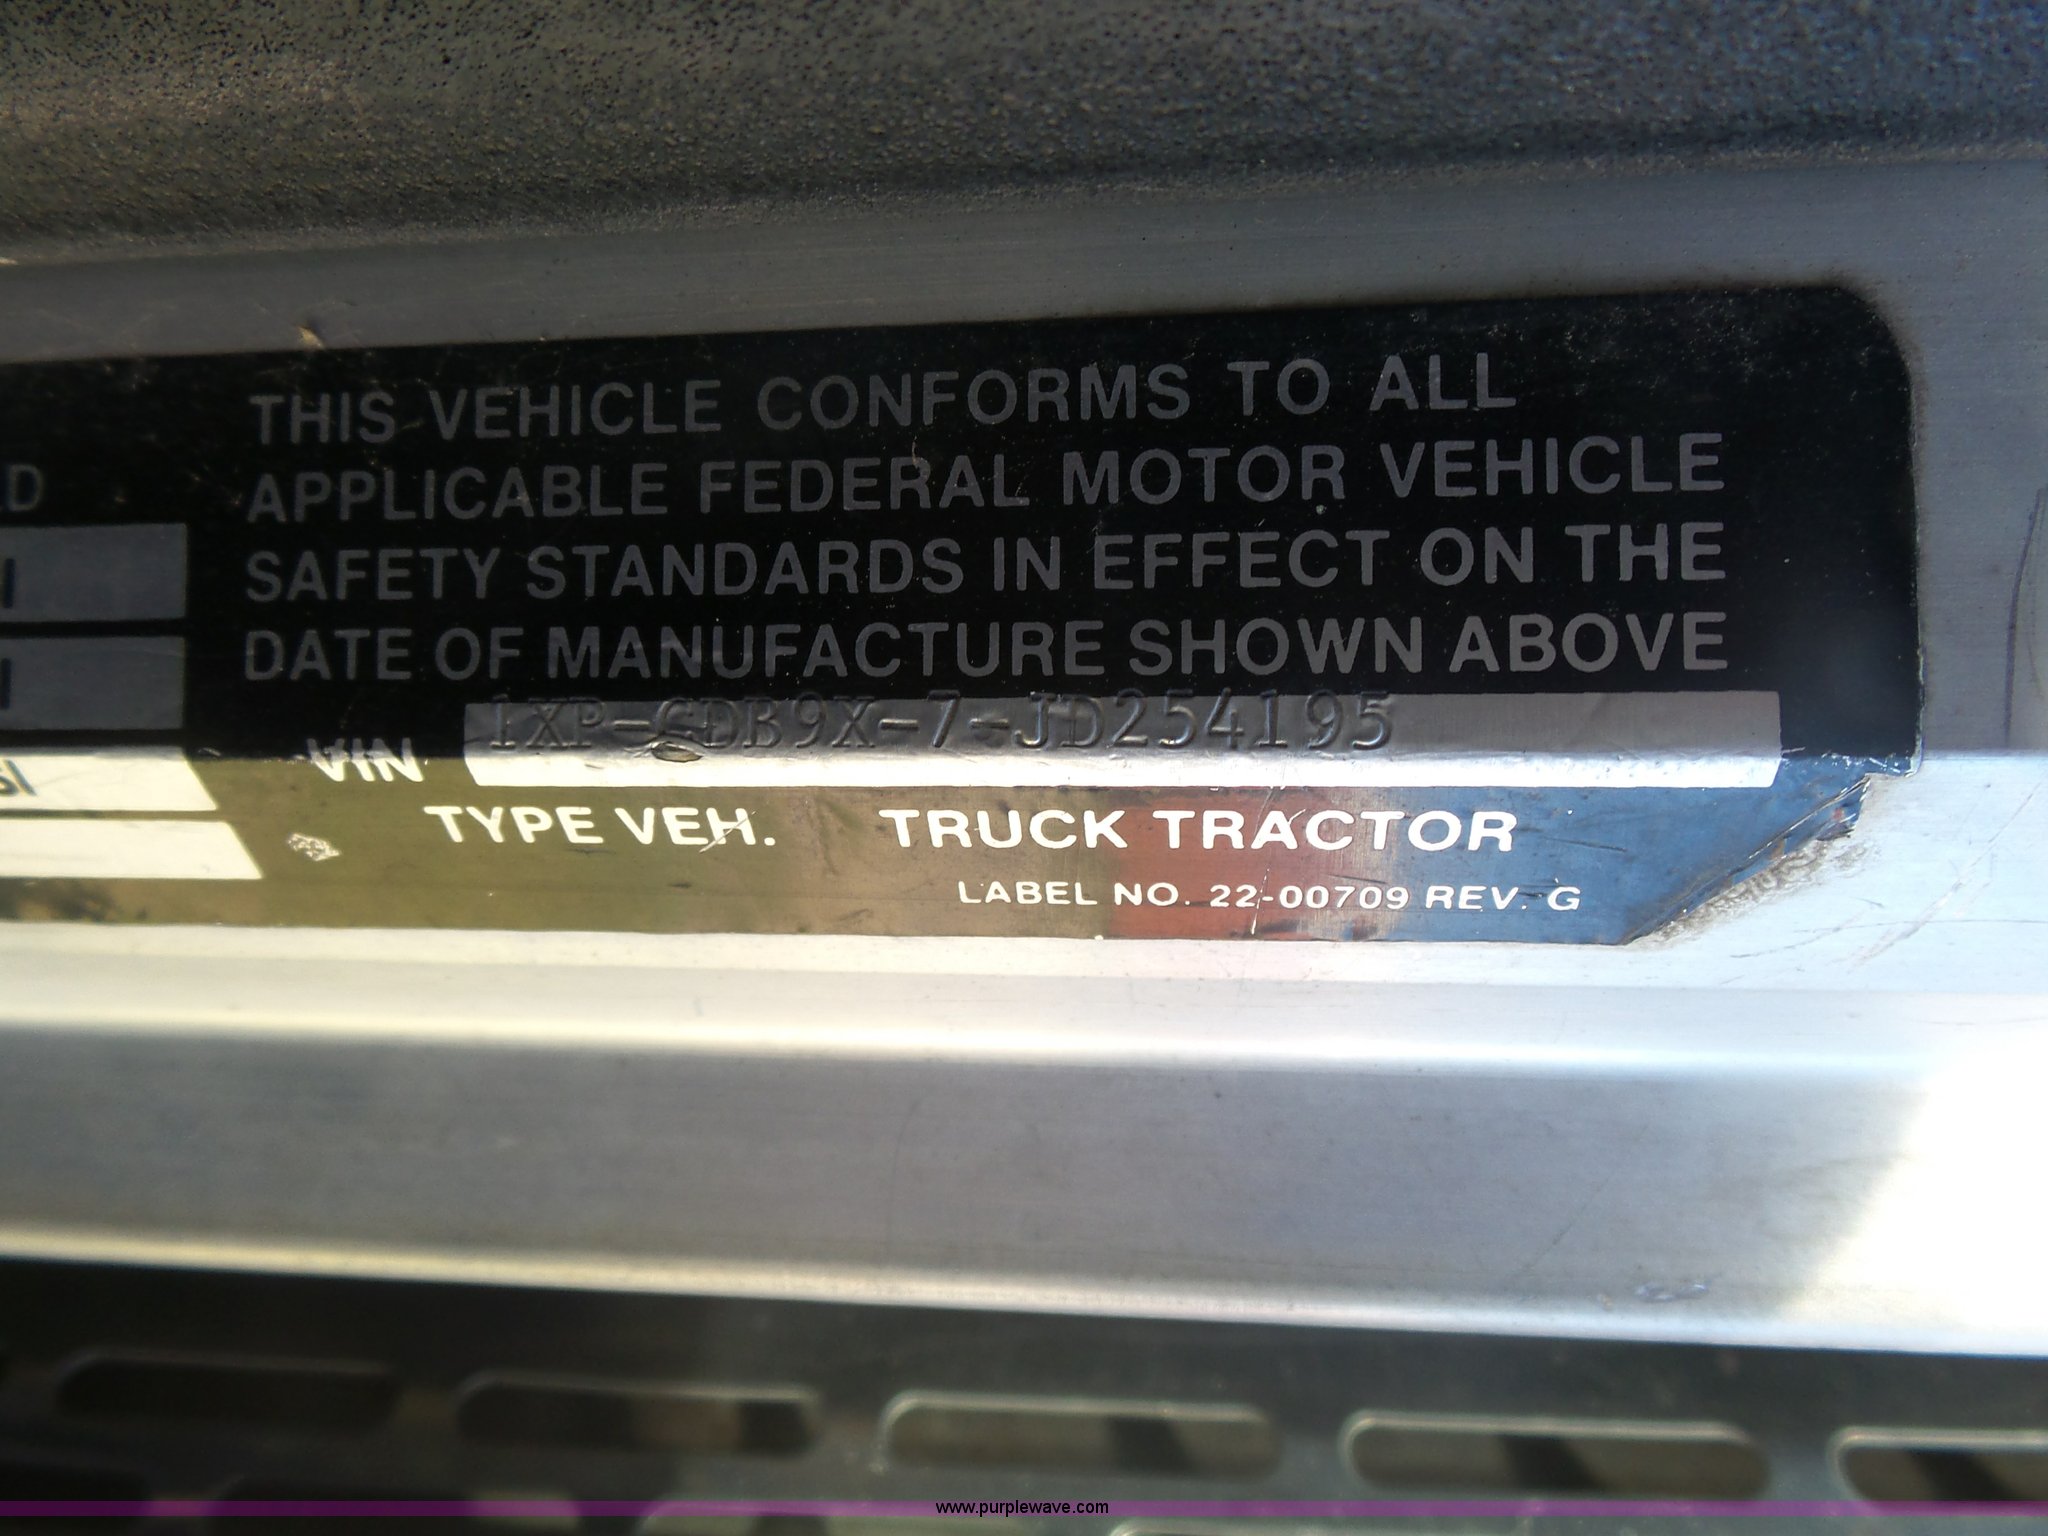 THIS VEHICLE CONFORMS TO ALL
APPLICABLE FEDERAL MOTOR VEHICLE
SAFETY STANDARDS IN EFFECT ON THE
DATE OF MANUFACTURE SHOWN ABOVE
VIN 1XP-CDB9X-7-JD254195
TYPE VEH. TRUCK TRACTOR
LABEL NO. 22-00709 REV. G
www.purplewave.com